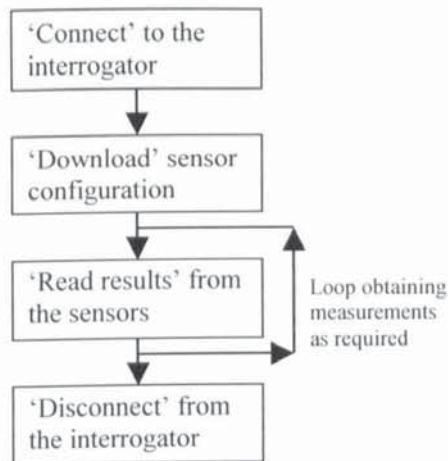 ‘Connect’ to the
interrogator
‘Download’ sensor
configuration
‘Read results’ from
the sensors
Loop obtaining
measurements
as required
‘Disconnect’ from
the interrogator